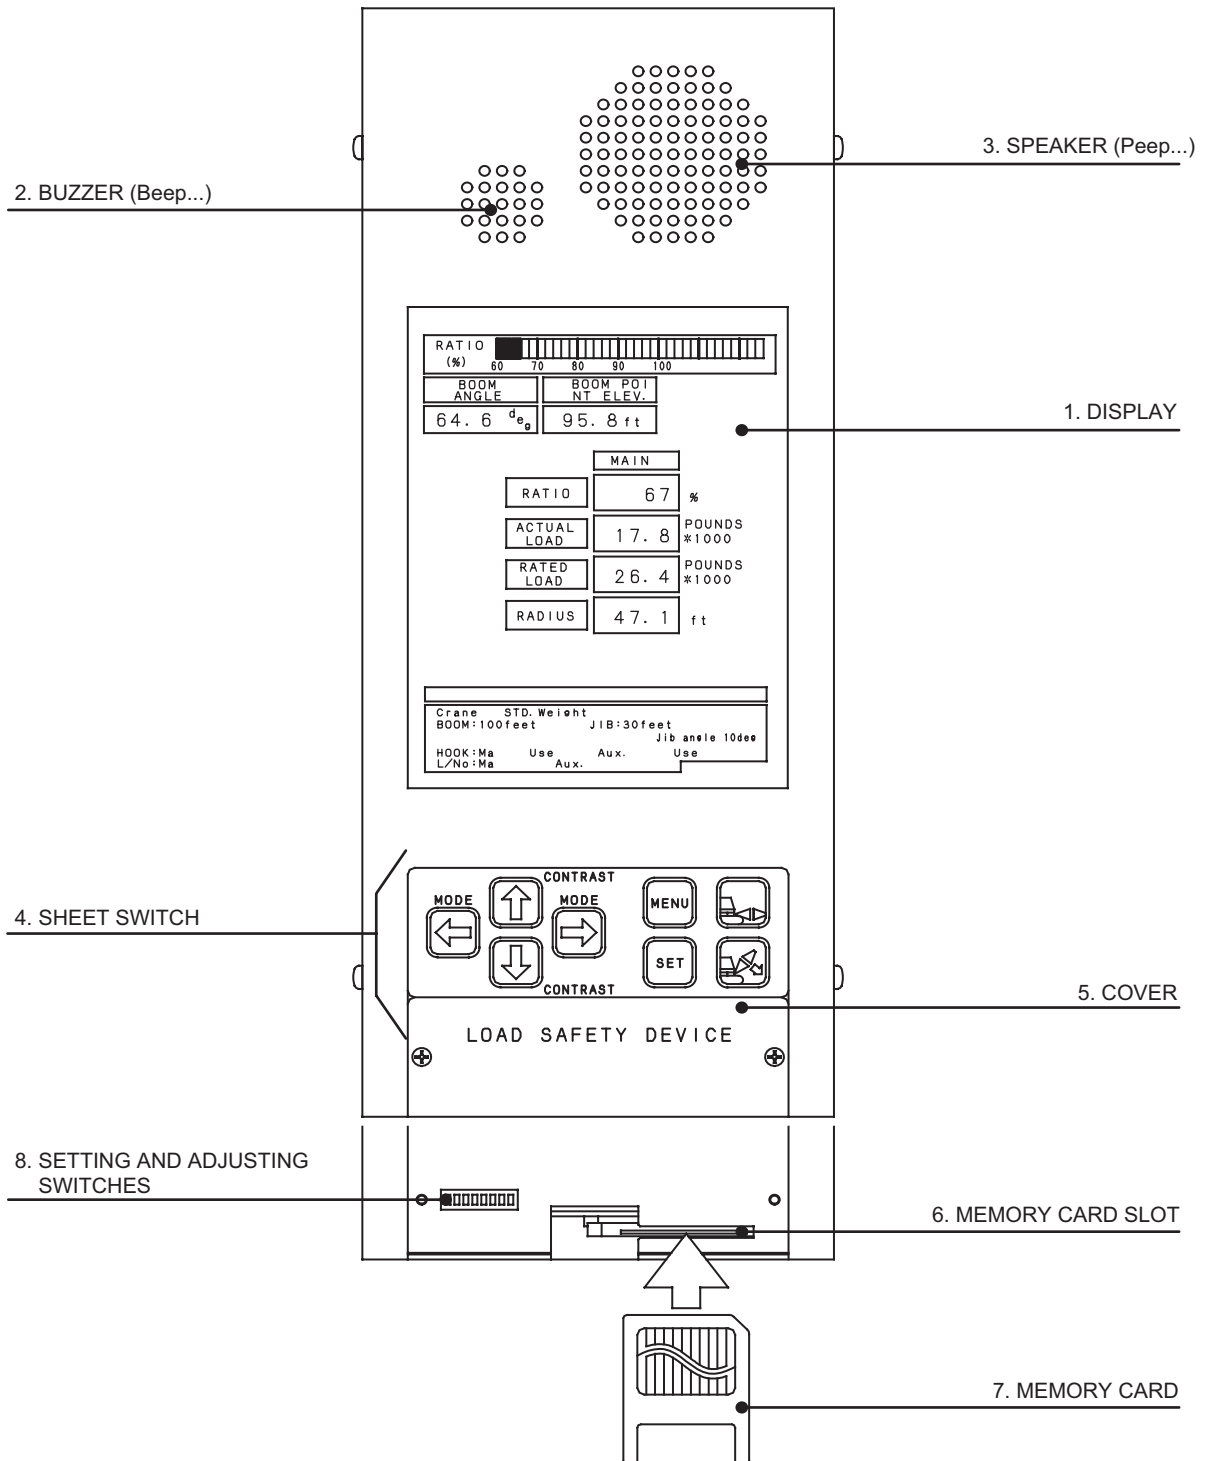 3. SPEAKER (Peep...)
2. BUZZER (Beep...)
RATIO
(%)
60 70 80 90 100
BOOM
ANGLE
BOOM POI
NT ELEV.
64.6 deg
95.8 ft
1. DISPLAY
MAIN
RATIO 67 %
ACTUAL
LOAD
17.8
POUNDS
*1000
RATED
LOAD
26.4
POUNDS
*1000
RADIUS 47.1 ft
Crane STD. Weight
BOOM:100feet JIB:30feet
Jib angle 10deg
HOOK:Ma Use Aux. Use
L/No:Ma Aux.
4. SHEET SWITCH
CONTRAST
MODE
MODE
MENU
SET
CONTRAST
5. COVER
LOAD SAFETY DEVICE
8. SETTING AND ADJUSTING
SWITCHES
6. MEMORY CARD SLOT
7. MEMORY CARD